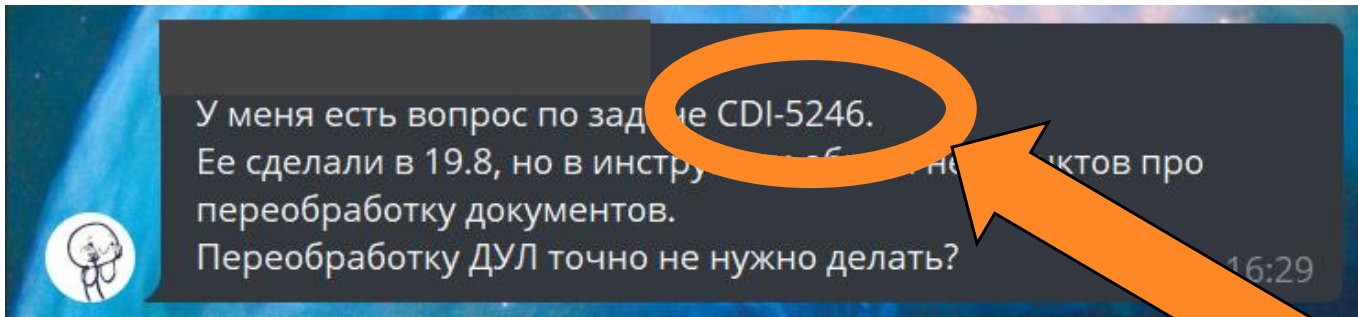 У меня есть вопрос по задаче CDI-5246.
Ее сделали в 19.8, но в про
переобработку документов.
Переобработку ДУЛ точно не нужно делать?
16:29